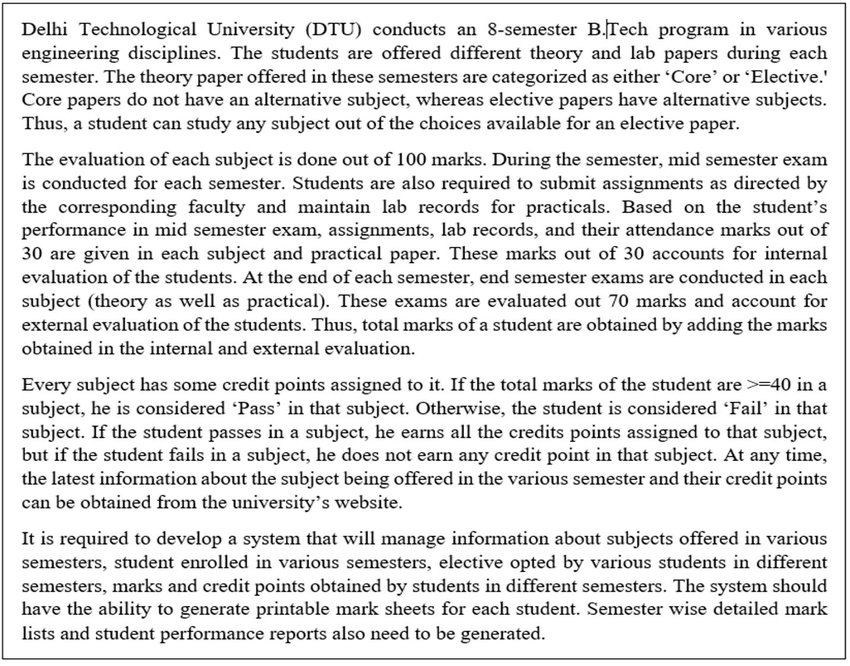 Delhi Technological University (DTU) conducts an 8-semester B.Tech program in various
engineering disciplines. The students are offered different theory and lab papers during each
semester. The theory paper offered in these semesters are categorized as either ‘Core’ or ‘Elective.'
Core papers do not have an alternative subject, whereas elective papers have alternative subjects.
Thus, a student can study any subject out of the choices available for an elective paper.
The evaluation of each subject is done out of 100 marks. During the semester, mid semester exam
is conducted for each semester. Students are also required to submit assignments as directed by
the corresponding faculty and maintain lab records for practicals. Based on the student’s
performance in mid semester exam, assignments, lab records, and their attendance marks out of
30 are given in each subject and practical paper. These marks out of 30 accounts for internal
evaluation of the students. At the end of each semester, end semester exams are conducted in each
subject (theory as well as practical). These exams are evaluated out 70 marks and account for
external evaluation of the students. Thus, total marks of a student are obtained by adding the marks
obtained in the internal and external evaluation.
Every subject has some credit points assigned to it. If the total marks of the student are >=40 in a
subject, he is considered ‘Pass’ in that subject. Otherwise, the student is considered ‘Fail’ in that
subject. If the student passes in a subject, he earns all the credits points assigned to that subject,
but if the student fails in a subject, he does not earn any credit point in that subject. At any time,
the latest information about the subject being offered in the various semester and their credit points
can be obtained from the university’s website.
It is required to develop a system that will manage information about subjects offered in various
semesters, student enrolled in various semesters, elective opted by various students in different
semesters, marks and credit points obtained by students in different semesters. The system should
have the ability to generate printable mark sheets for each student. Semester wise detailed mark
lists and student performance reports also need to be generated.